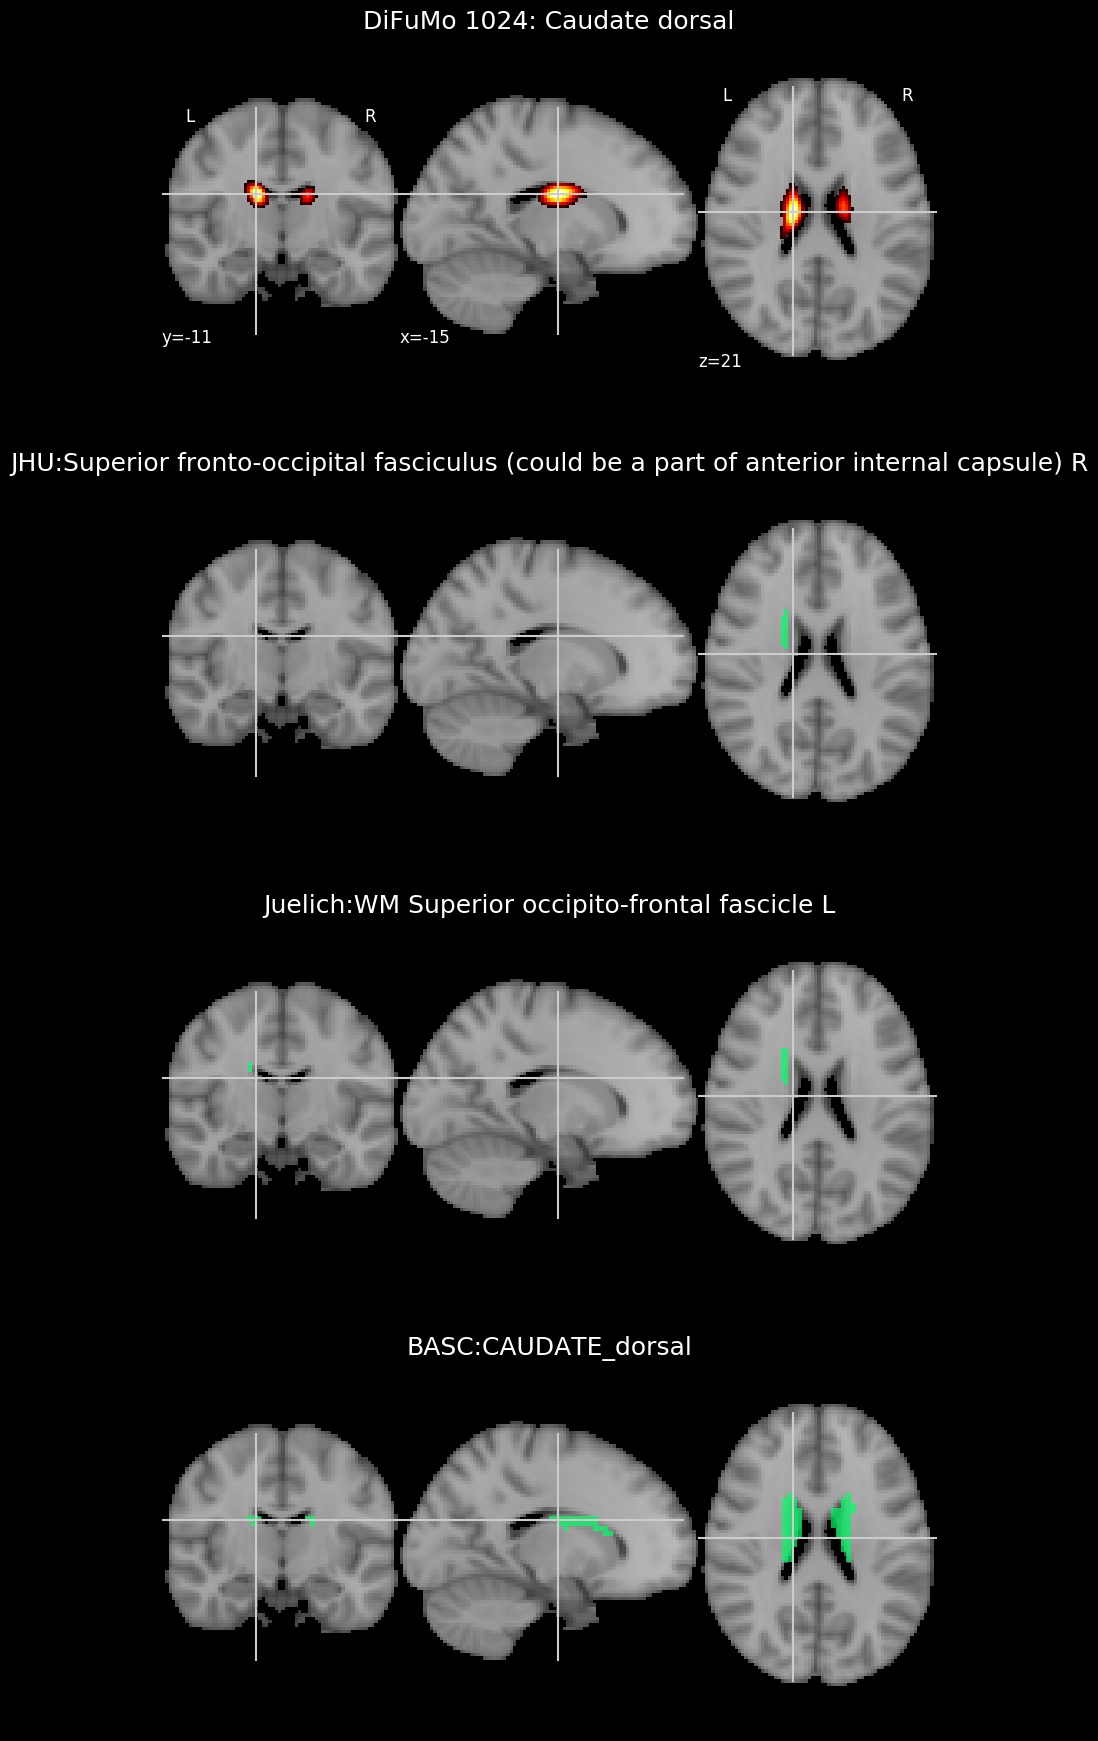 DiFuMo 1024: Caudate dorsal
L R
L R
y=-11
x=-15
z=21
JHU:Superior fronto-occipital fasciculus (could be a part of anterior internal capsule) R
Juelich:WM Superior occipito-frontal fascicle L
BASC:CAUDATE_dorsal